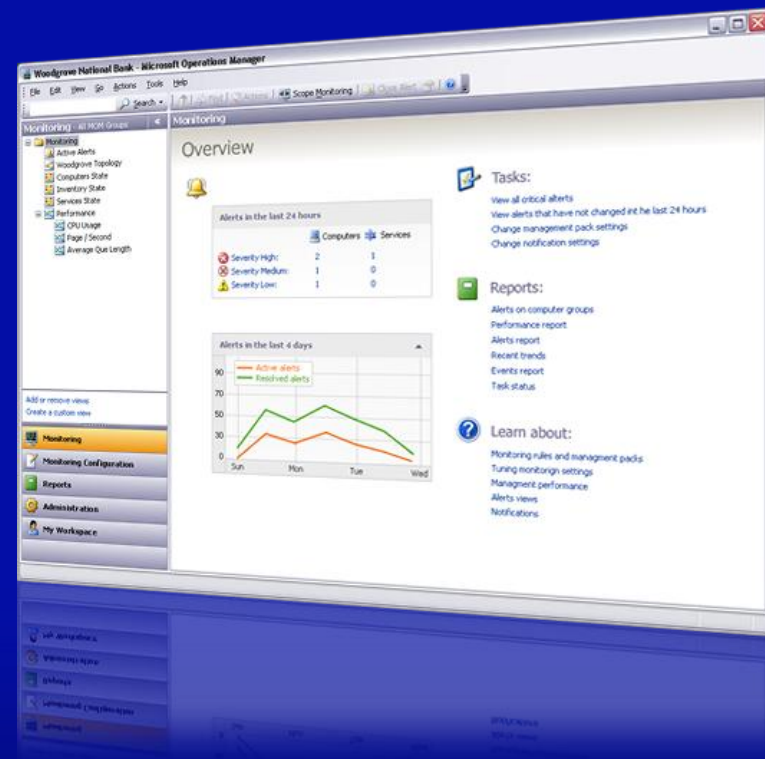 Woodgrove National Bank - Microsoft Operations Manager
File Edit View Go Actions Tools Help
Search Find Actions Scope Monitoring Close Alert
Monitoring - All MOM Groups
Monitoring
Monitoring
Active Alerts
Woodgrove Topology
Computers State
Inventory State
Services State
Performance
CPU Usage
Page / Second
Average Que Length
Add or remove views
Create a custom view
Monitoring
Monitoring Configuration
Reports
Administration
My Workspace
Overview
Alerts in the last 24 hours
Computers Services
Severity High: 2 1
Severity Medium: 1 0
Severity Low: 1 0
Alerts in the last 4 days
Active alerts
Resolved alerts
90
70
50
30
0
Sun Mon Tue Wed
Tasks:
View all critical alterts
View alerts that have not changed int he last 24 hours
Change management pack settings
Change notification settings
Reports:
Alerts on computer groups
Performance report
Alerts report
Recent trends
Events report
Task status
Learn about:
Monitoring rules and managment packs
Tuning monitorign settings
Managment performance
Alerts views
Notifications